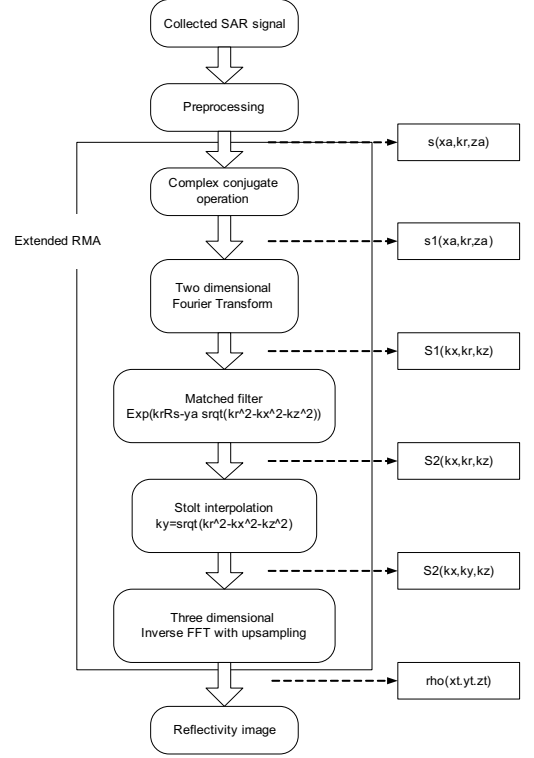 Collected SAR signal
Preprocessing
s(xa,kr,za)
Complex conjugate
operation
Extended RMA
s1(xa,kr,za)
Two dimensional
Fourier Transform
S1(kx,kr,kz)
Matched filter
Exp(krRs-ya srqt(kr^2-kx^2-kz^2))
S2(kx,kr,kz)
Stolt interpolation
ky=srqt(kr^2-kx^2-kz^2)
S2(kx,ky,kz)
Three dimensional
Inverse FFT with upsampling
rho(xt.yt.zt)
Reflectivity image